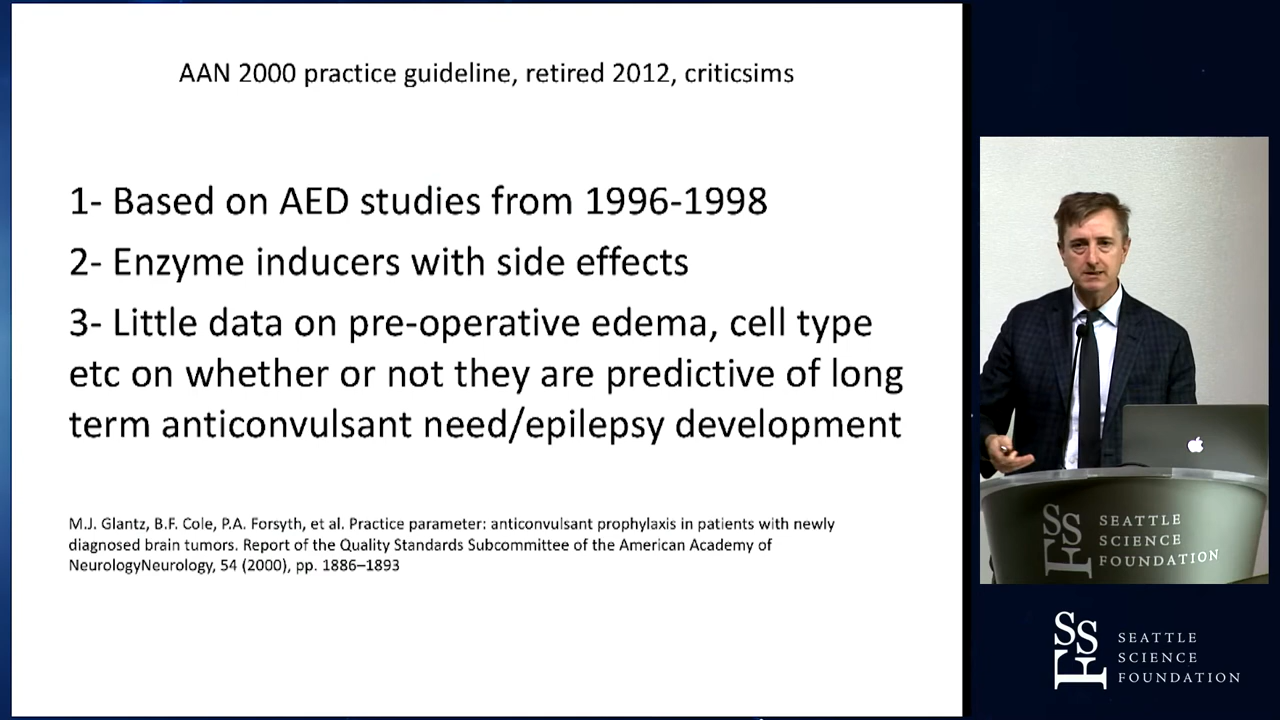 AAN 2000 practice guideline, retired 2012, criticsims
1- Based on AED studies from 1996-1998
2- Enzyme inducers with side effects
3- Little data on pre-operative edema, cell type
etc on whether or not they are predictive of long
term anticonvulsant need/epilepsy development
M.J. Glantz, B.F. Cole, P.A. Forsyth, et al. Practice parameter: anticonvulsant prophylaxis in patients with newly
diagnosed brain tumors. Report of the Quality Standards Subcommittee of the American Academy of
NeurologyNeurology, 54 (2000), pp. 1886–1893
SSF
SEATTLE
SCIENCE
FOUNDATION
SSF
SEATTLE
SCIENCE
FOUNDATION